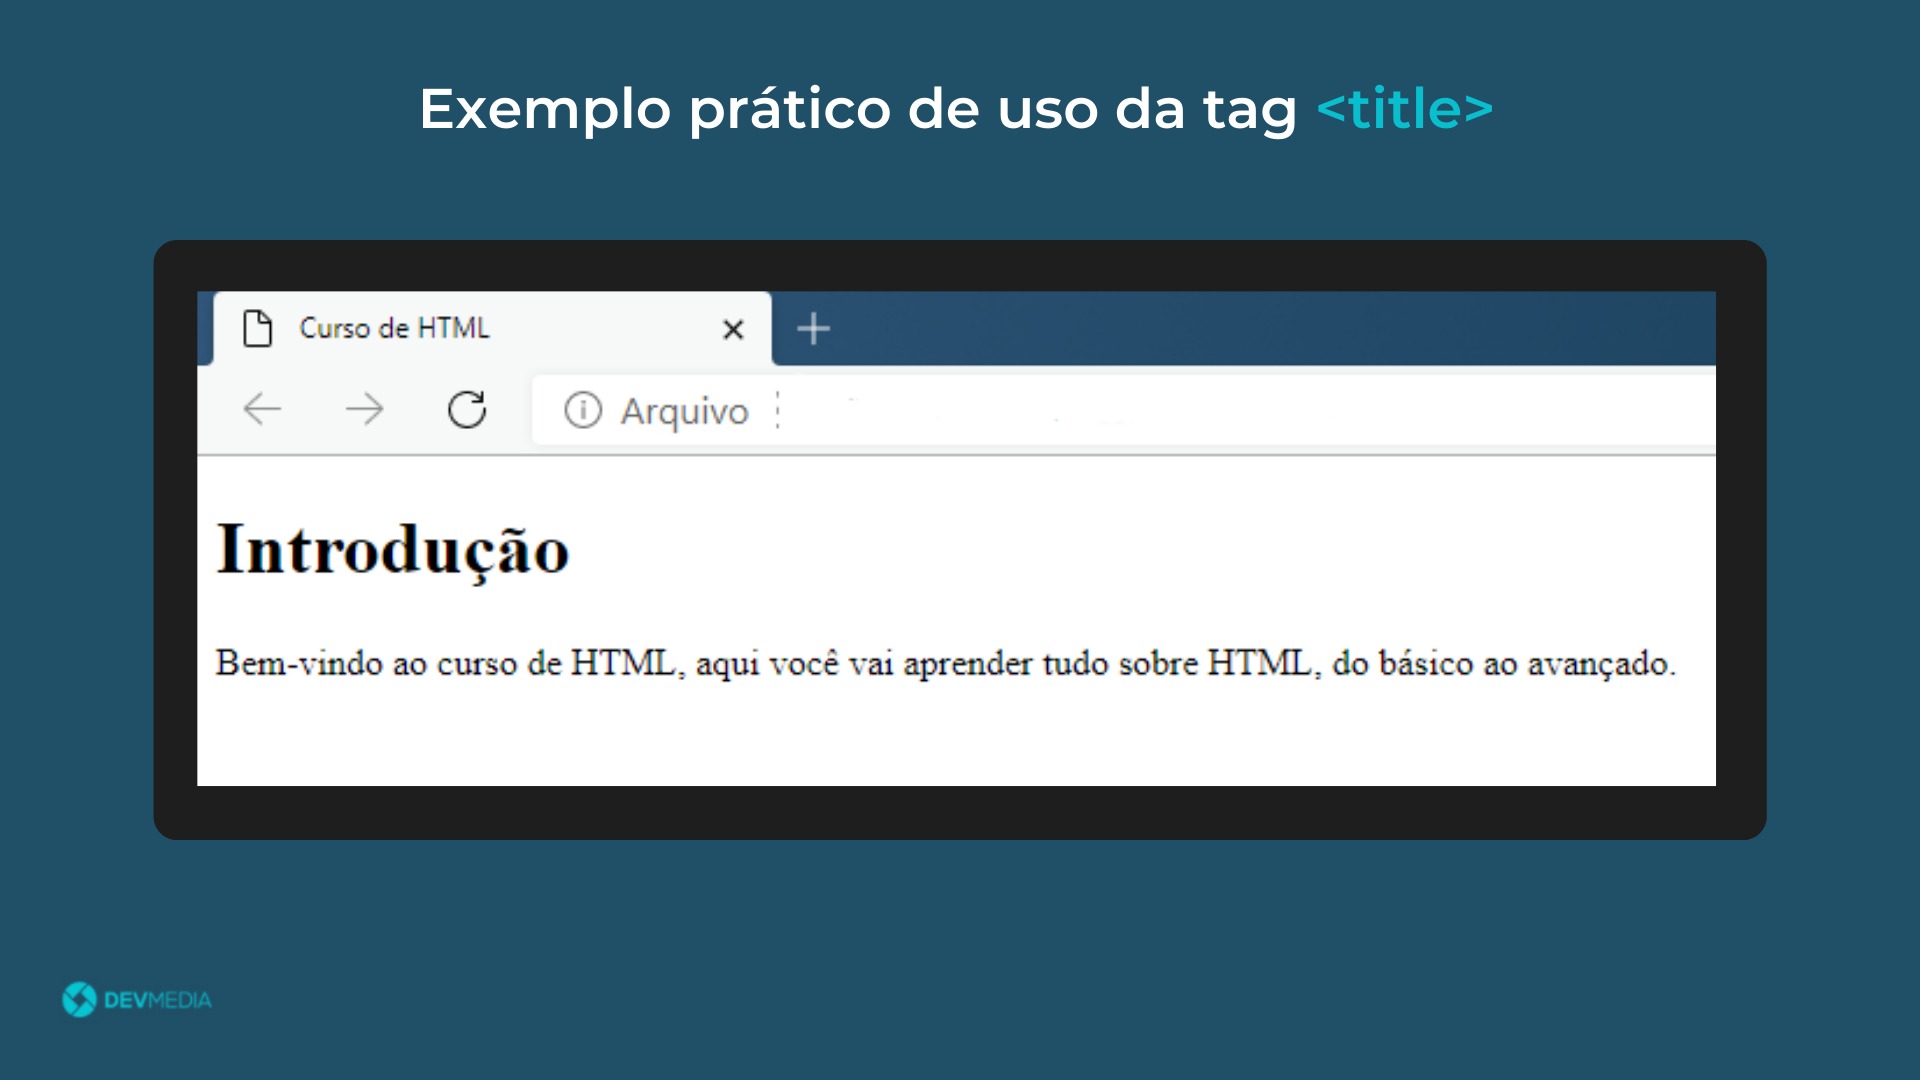 Exemplo prático de uso da tag <title>
Curso de HTML
Arquivo
Introdução
Bem-vindo ao curso de HTML, aqui você vai aprender tudo sobre HTML, do básico ao avançado.
DEVMEDIA